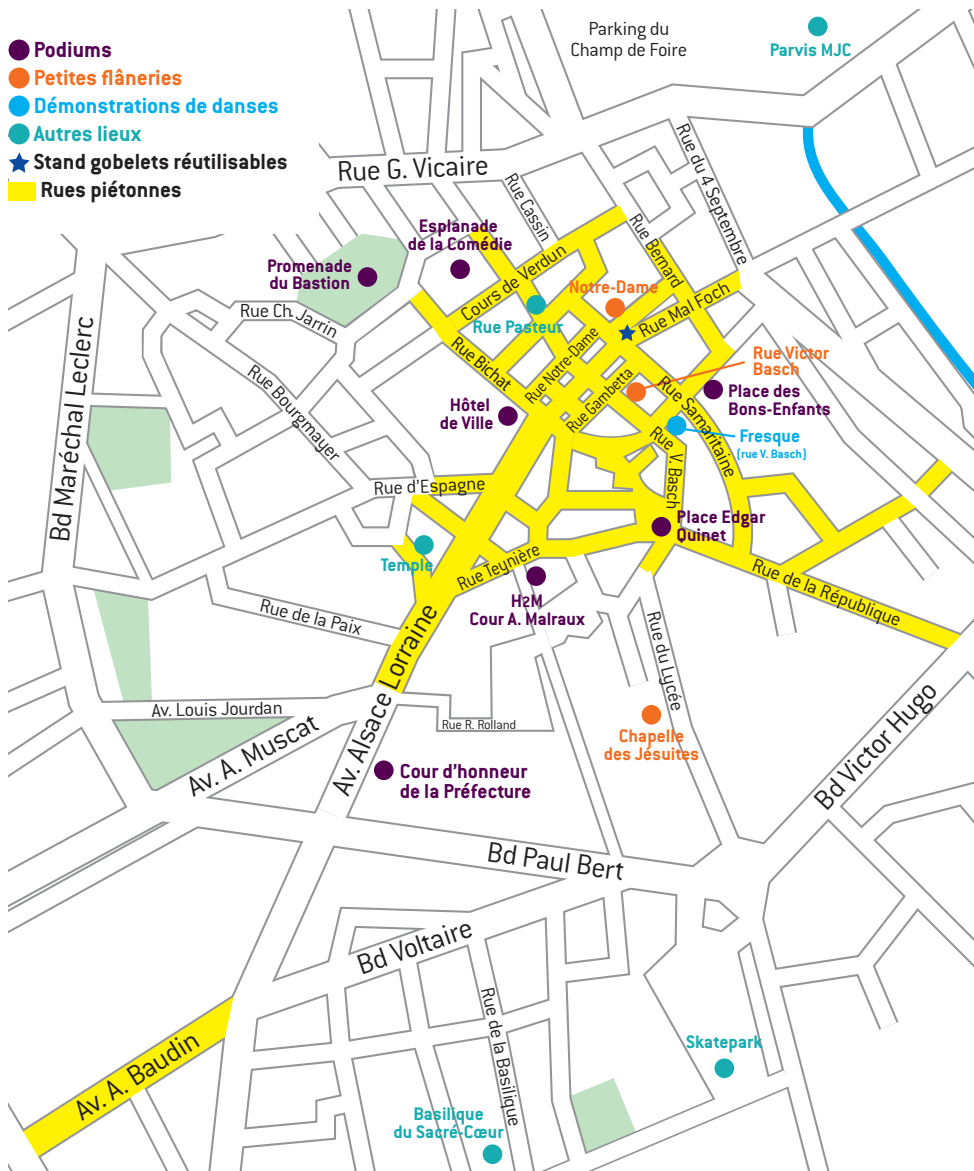 Podiums
Petites flâneries
Démonstrations de danses
Autres lieux
Stand gobelets réutilisables
Rues piétonnes
Parking du
Champ de Foire
Parvis MJC
Rue G. Vicaire
Rue du 4 Septembre
Rue Cassin
Rue Bernard
Esplanade
de la Comédie
Promenade
du Bastion
Cours de Verdun
Notre-Dame
Rue Ch. Jarrin
Rue Pasteur
Rue Mal Foch
Rue Bichat
Rue Notre-Dame
Rue Gambetta
Rue Victor
Basch
Rue Samaritaine
Place des
Bons-Enfants
Bd Maréchal Leclerc
Rue Bourgmayer
Hôtel
de Ville
Rue V. Basch
Fresque
(rue V. Basch)
Rue d'Espagne
Place Edgar
Quinet
Temple
Rue Teynière
Rue de la République
H2M
Cour A. Malraux
Rue de la Paix
Rue du Lycée
Av. Alsace Lorraine
Av. Louis Jourdan
Rue R. Rolland
Av. A. Muscat
Chapelle
des Jésuites
Bd Victor Hugo
Cour d'honneur
de la Préfecture
Bd Paul Bert
Bd Voltaire
Rue de la Basilique
Skatepark
Av. A. Baudin
Basilique
du Sacré-Cœur